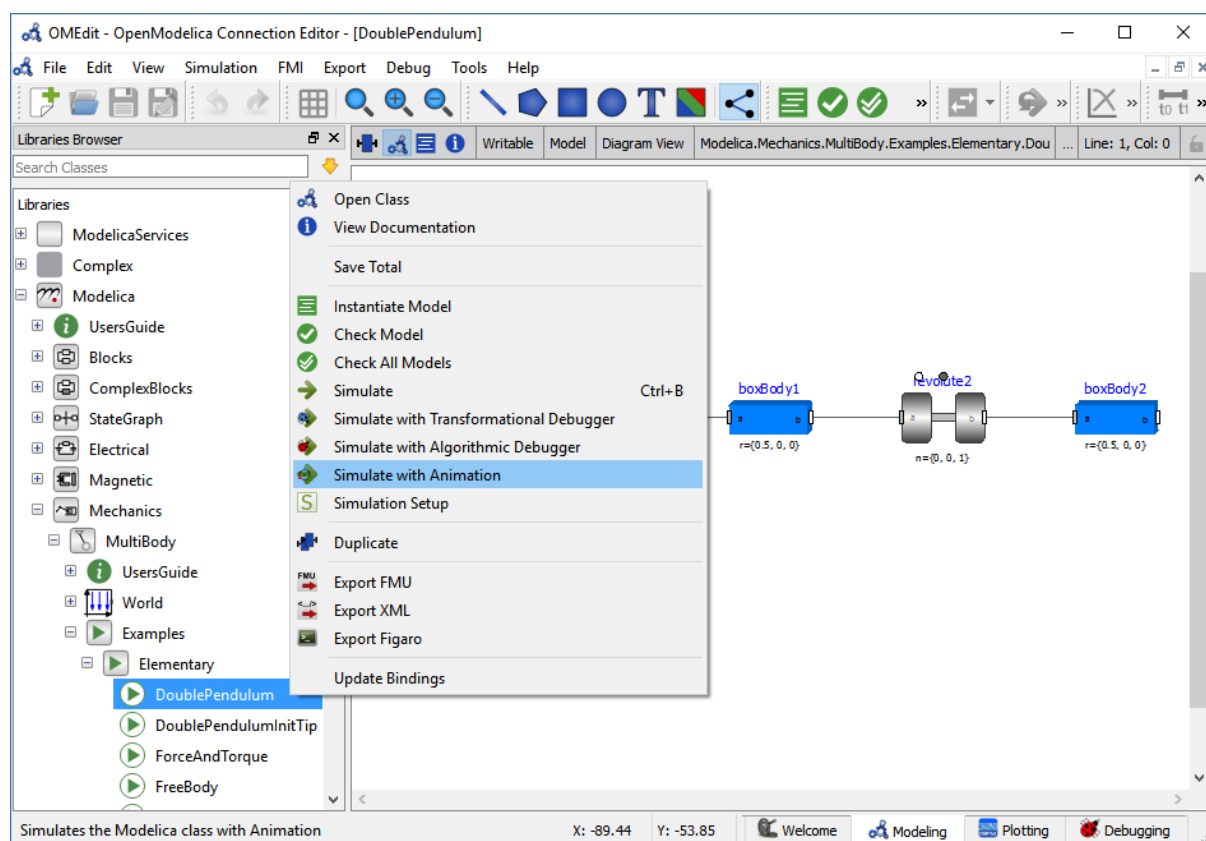 OMEdit - OpenModelica Connection Editor - [DoublePendulum]
File Edit View Simulation FMI Export Debug Tools Help
T to t1
Libraries Browser
Writable Model Diagram View Modelica.Mechanics.MultiBody.Examples.Elementary.Dou ... Line: 1, Col: 0
Search Classes
Libraries
ModelicaServices
Complex
Modelica
UsersGuide
Blocks
ComplexBlocks
StateGraph
Electrical
Magnetic
Mechanics
MultiBody
UsersGuide
World
Examples
Elementary
DoublePendulum
DoublePendulumInitTip
ForceAndTorque
FreeBody
Open Class
View Documentation
Save Total
Instantiate Model
Check Model
Check All Models
Simulate Ctrl+B
Simulate with Transformational Debugger
Simulate with Algorithmic Debugger
Simulate with Animation
S Simulation Setup
Duplicate
FMU Export FMU
Export XML
Export Figaro
Update Bindings
boxBody1
a b
r={0.5, 0, 0}
revolute2
a b
n={0, 0, 1}
boxBody2
a b
r={0.5, 0, 0}
Simulates the Modelica class with Animation X: -89.44 Y: -53.85 Welcome Modeling Plotting Debugging